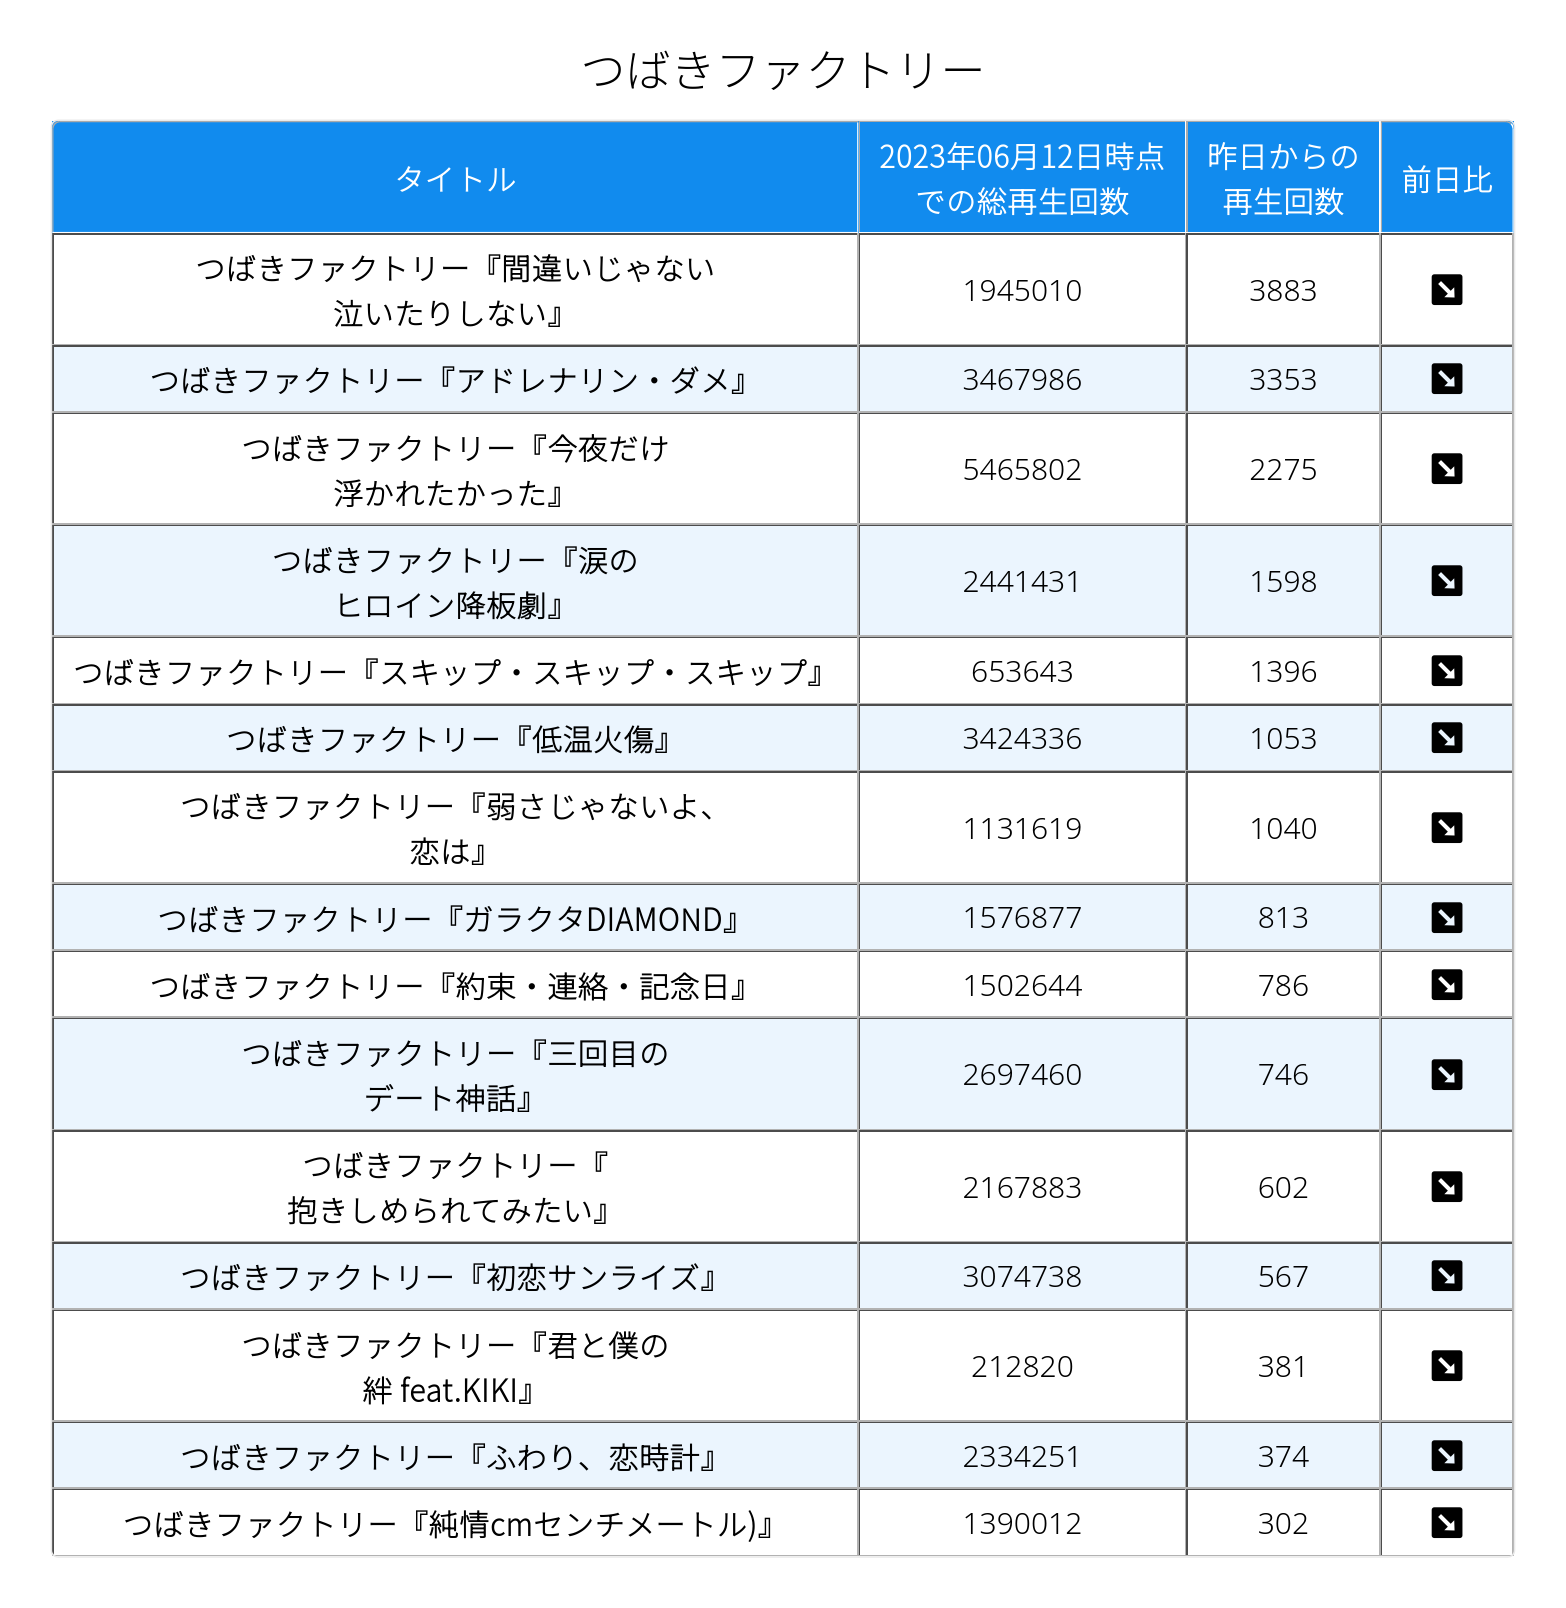 つばきファクトリー
タイトル
2023年06月12日時点
での総再生回数
昨日からの
再生回数
前日比
つばきファクトリー『間違いじゃない
泣いたりしない』
1945010
3883
つばきファクトリー『アドレナリン・ダメ』
3467986
3353
つばきファクトリー『今夜だけ
浮かれたかった』
5465802
2275
つばきファクトリー『涙の
ヒロイン降板劇』
2441431
1598
つばきファクトリー『スキップ・スキップ・スキップ』
653643
1396
つばきファクトリー『低温火傷』
3424336
1053
つばきファクトリー『弱さじゃないよ、
恋は』
1131619
1040
つばきファクトリー『ガラクタDIAMOND』
1576877
813
つばきファクトリー『約束・連絡・記念日』
1502644
786
つばきファクトリー『三回目の
デート神話』
2697460
746
つばきファクトリー『
抱きしめられてみたい』
2167883
602
つばきファクトリー『初恋サンライズ』
3074738
567
つばきファクトリー『君と僕の
絆 feat.KIKI』
212820
381
つばきファクトリー『ふわり、恋時計』
2334251
374
つばきファクトリー『純情cmセンチメートル)』
1390012
302